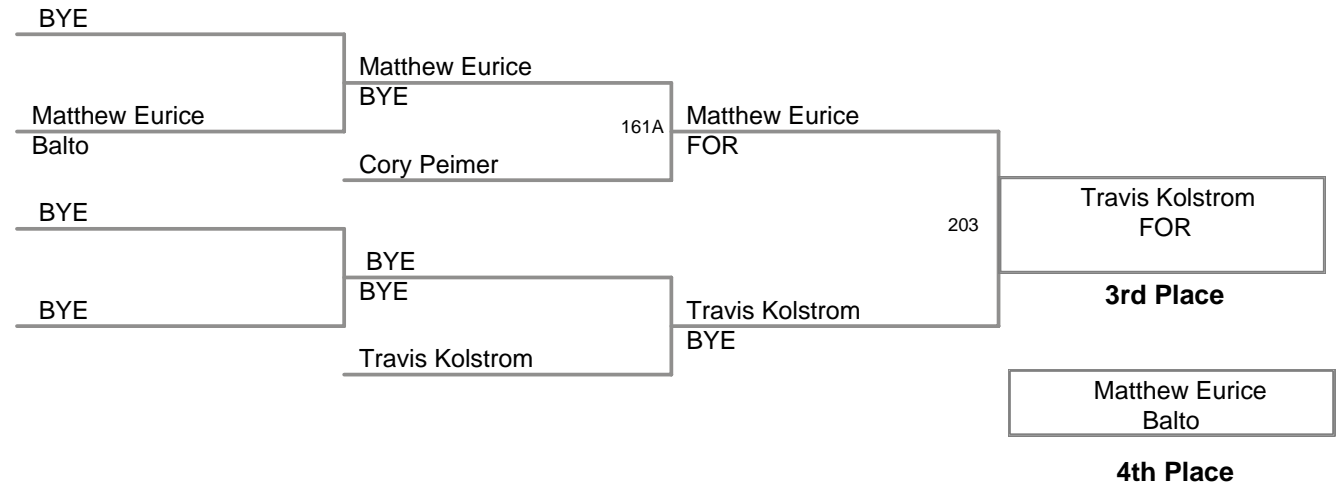 BYE
Matthew Eurice
BYE
Matthew Eurice
Balto
161A
Matthew Eurice
FOR
Cory Peimer
Travis Kolstrom
FOR
BYE
203
BYE
BYE
3rd Place
BYE
Travis Kolstrom
BYE
Travis Kolstrom
Matthew Eurice
Balto
4th Place